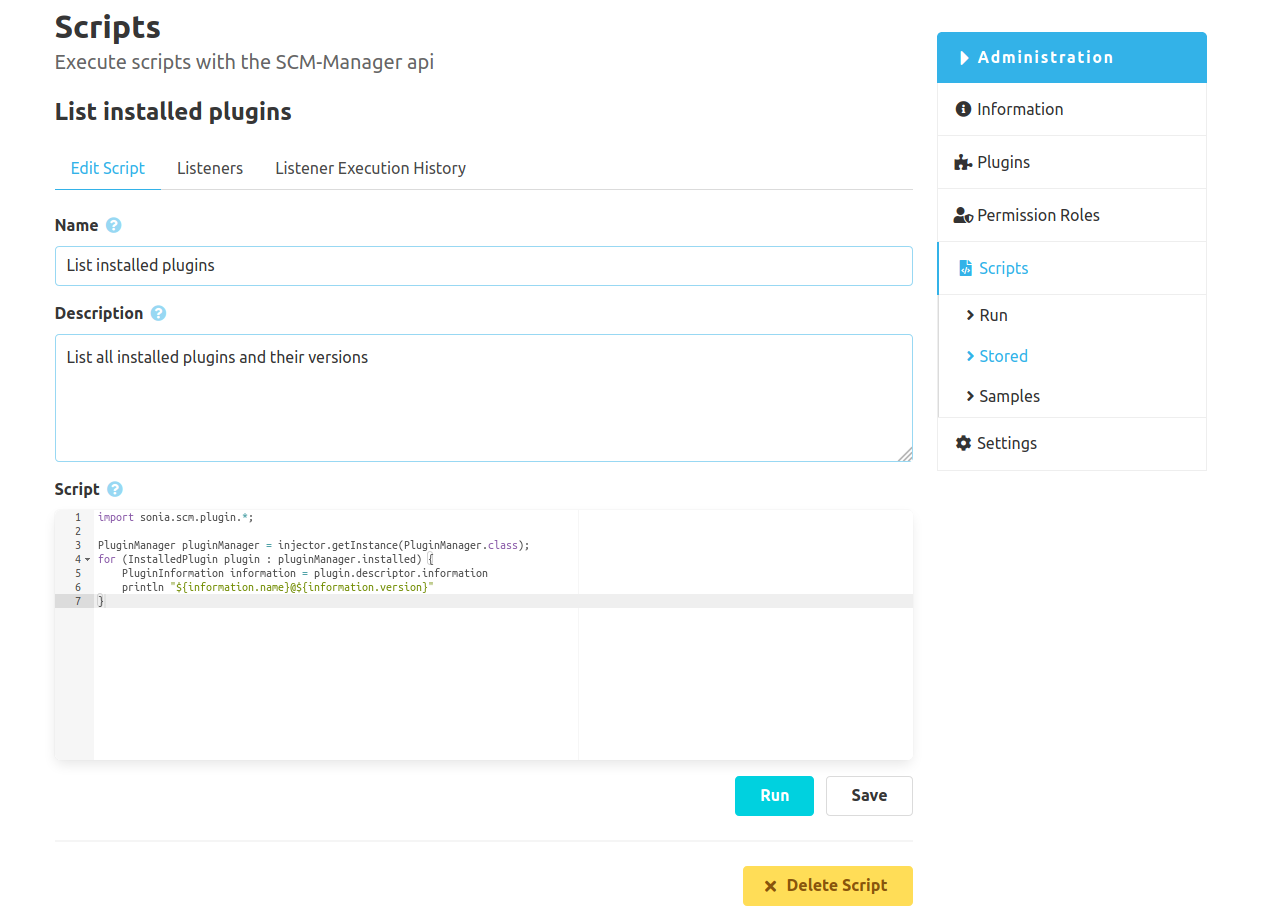 Scripts
Execute scripts with the SCM-Manager api
List installed plugins
Edit Script Listeners Listener Execution History
Name
List installed plugins
Description
List all installed plugins and their versions
Script
1 import sonia.scm.plugin.*;
2
3 PluginManager pluginManager = injector.getInstance(PluginManager.class);
4 for (InstalledPlugin plugin : pluginManager.installed) {
5     PluginInformation information = plugin.descriptor.information
6     println "${information.name}@${information.version}"
7 }
Run Save
Delete Script
Administration
Information
Plugins
Permission Roles
Scripts
Run
Stored
Samples
Settings